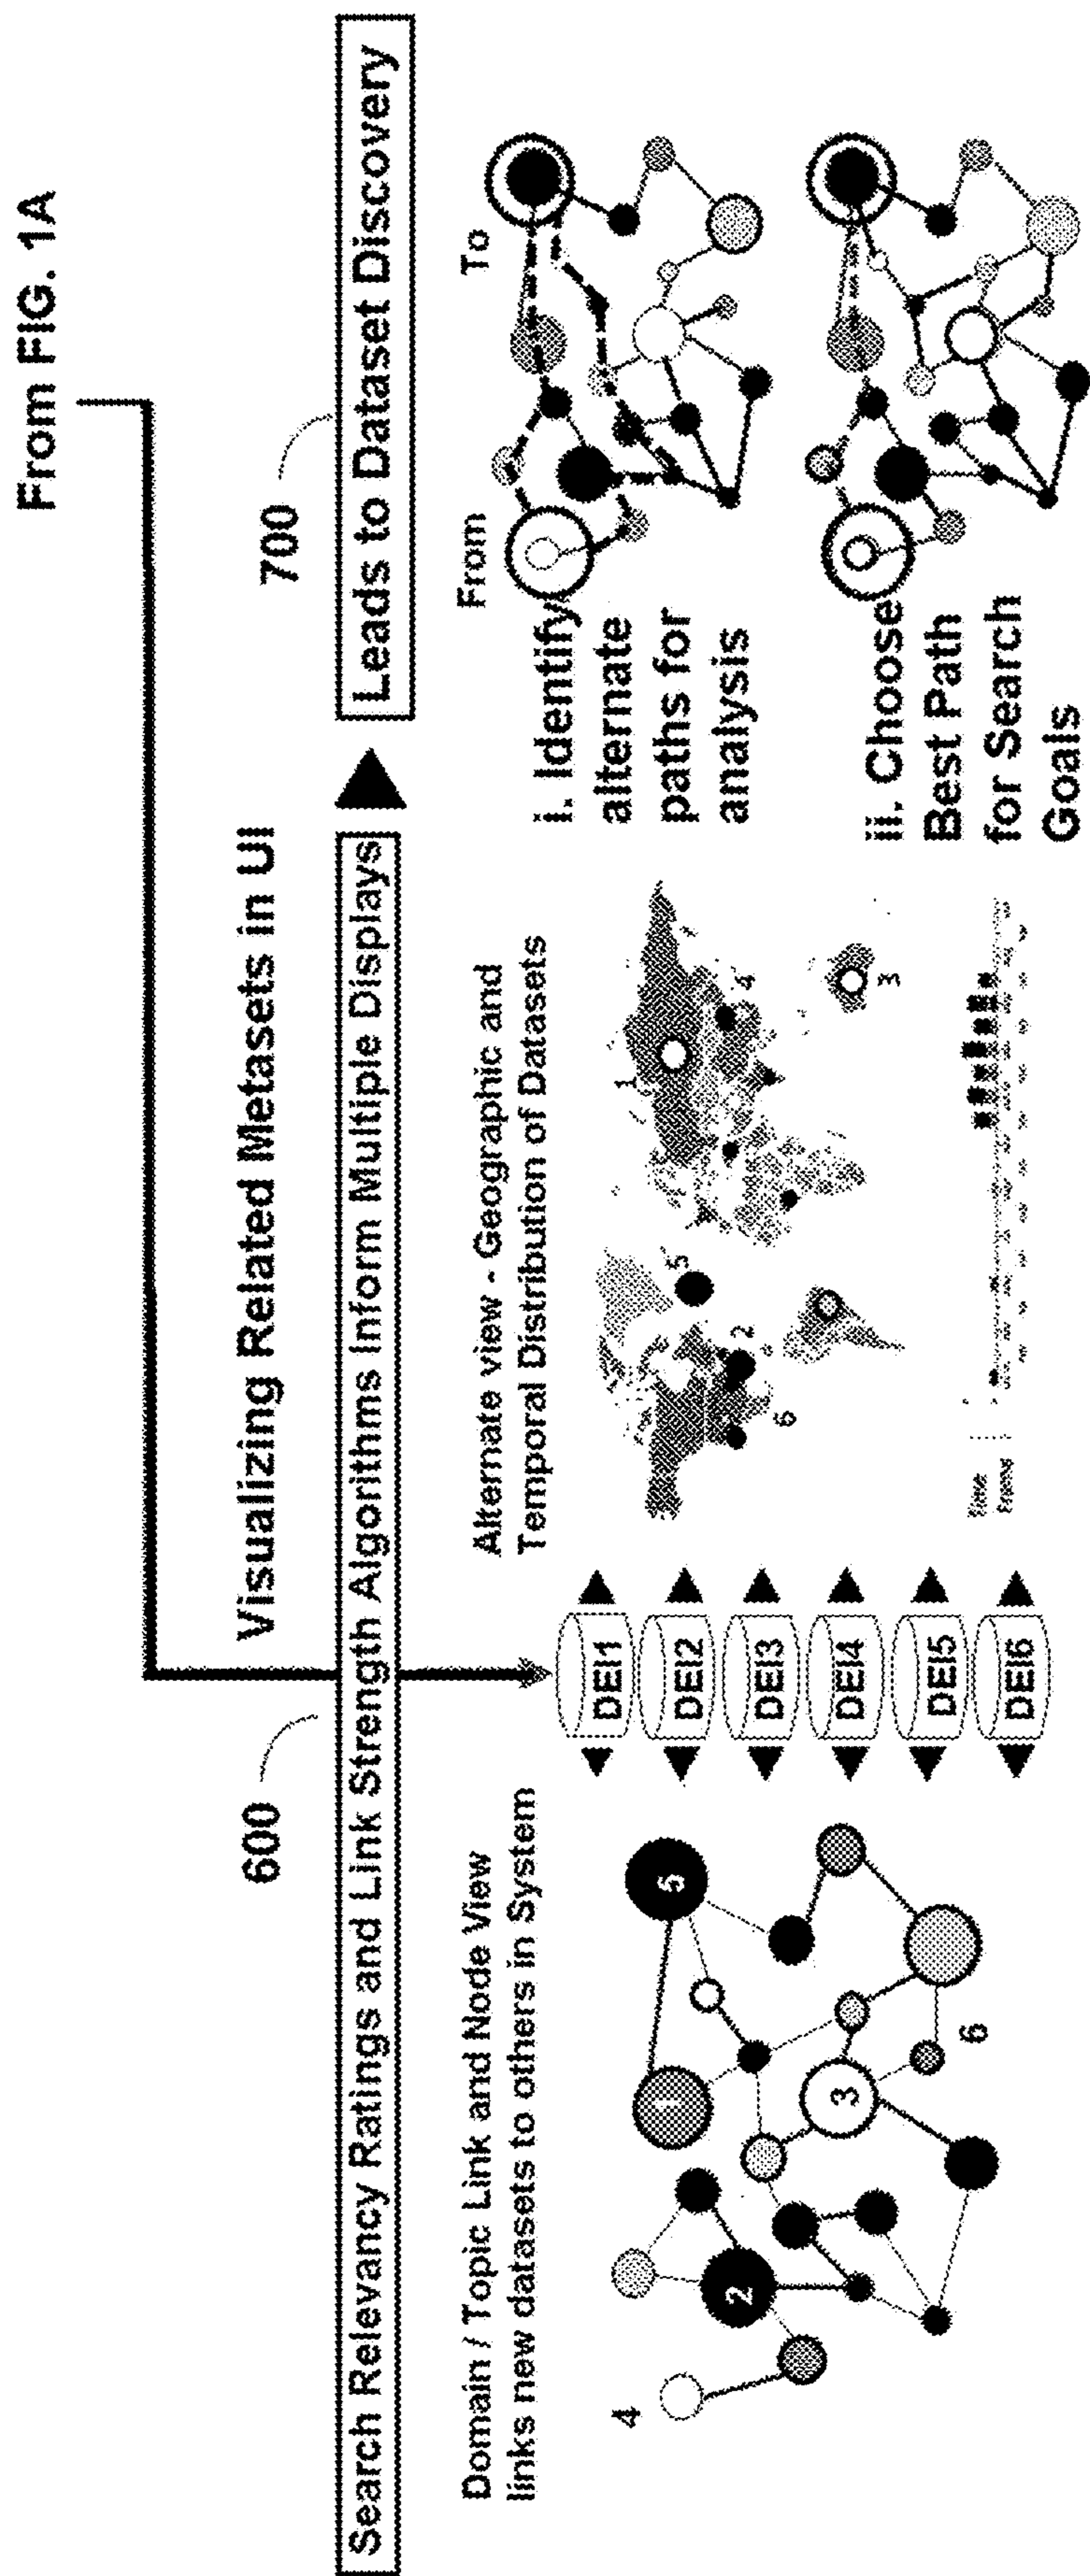 From FIG. 1A
Visualizing Related Metasets in UI
600
700
Search Relevancy Ratings and Link Strength Algorithms Inform Multiple Displays
Leads to Dataset Discovery
Domain / Topic Link and Node View
links new datasets to others in System
4
2
1
5
3
6
DEI1
DEI2
DEI3
DEI4
DEI5
DEI6
Alternate view - Geographic and
Temporal Distribution of Datasets
1
5
2
4
6
3
From
To
i. Identify
alternate
paths for
analysis
ii. Choose
Best Path
for Search
Goals